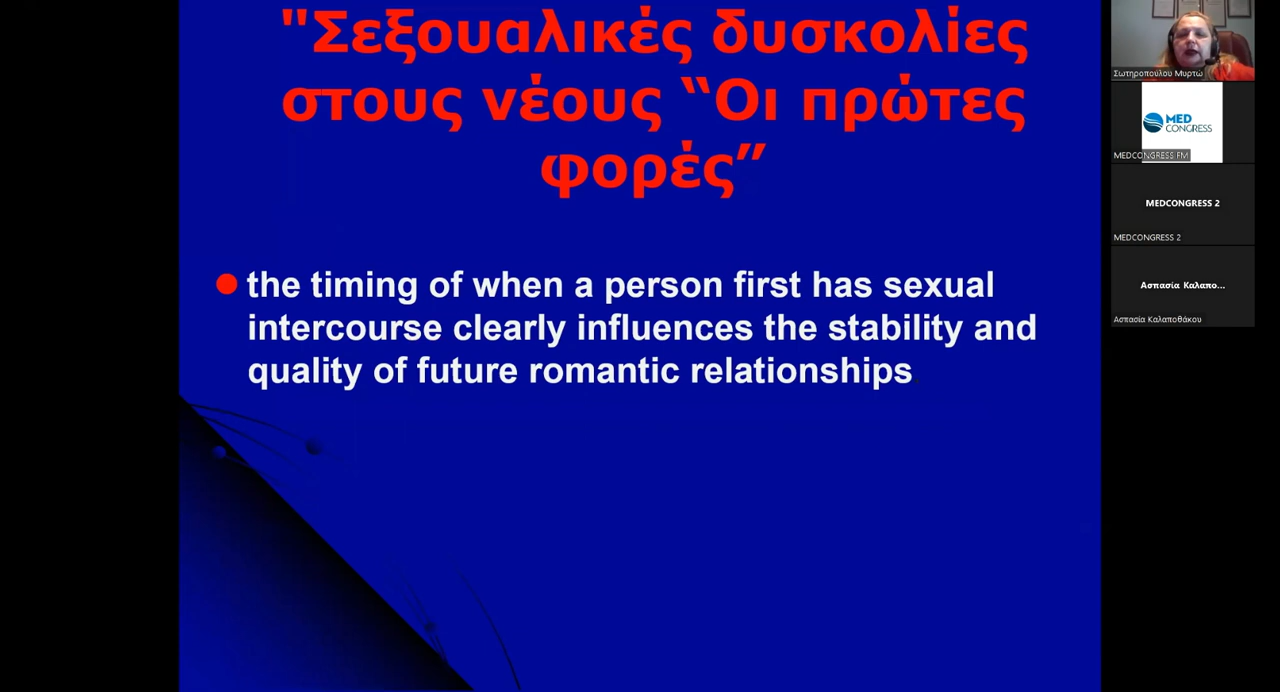 "Σεξουαλικές δυσκολίες
στους νέους “Οι πρώτες
φορές”
the timing of when a person first has sexual
intercourse clearly influences the stability and
quality of future romantic relationships.
Σωτηροπούλου Μυρτώ
MED
CONGRESS
MEDCONGRESS FM
MEDCONGRESS 2
MEDCONGRESS 2
Ασπασία Καλαπο...
Ασπασία Καλαποθάκου